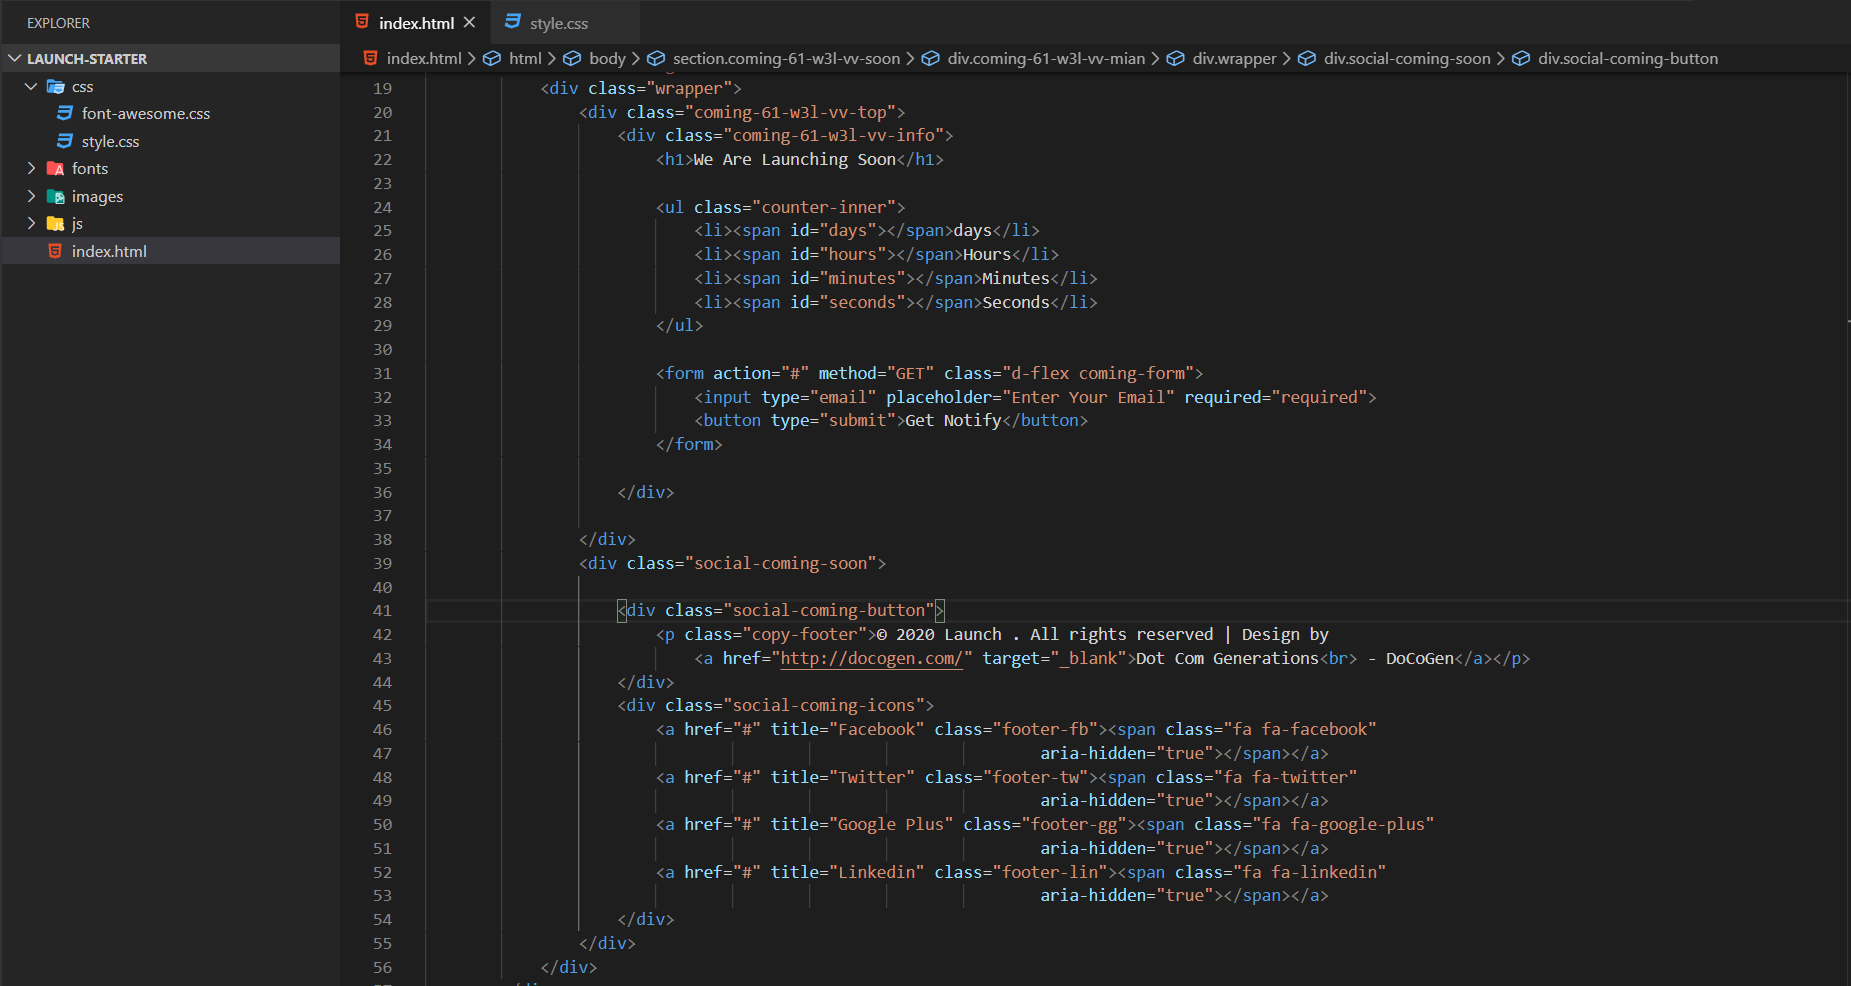 EXPLORER
LAUNCH-STARTER
css
font-awesome.css
style.css
fonts
images
js
index.html
index.html style.css
index.html html body section.coming-61-w3l-vv-soon div.coming-61-w3l-vv-mian div.wrapper div.social-coming-soon div.social-coming-button
19 <div class="wrapper">
20 <div class="coming-61-w3l-vv-top">
21 <div class="coming-61-w3l-vv-info">
22 <h1>We Are Launching Soon</h1>
23
24 <ul class="counter-inner">
25 <li><span id="days"></span>days</li>
26 <li><span id="hours"></span>Hours</li>
27 <li><span id="minutes"></span>Minutes</li>
28 <li><span id="seconds"></span>Seconds</li>
29 </ul>
30
31 <form action="#" method="GET" class="d-flex coming-form">
32 <input type="email" placeholder="Enter Your Email" required="required">
33 <button type="submit">Get Notify</button>
34 </form>
35
36 </div>
37
38 </div>
39 <div class="social-coming-soon">
40
41 <div class="social-coming-button">
42 <p class="copy-footer">© 2020 Launch . All rights reserved | Design by
43 <a href="http://docogen.com/" target="_blank">Dot Com Generations<br> - DoCoGen</a></p>
44 </div>
45 <div class="social-coming-icons">
46 <a href="#" title="Facebook" class="footer-fb"><span class="fa fa-facebook"
47 aria-hidden="true"></span></a>
48 <a href="#" title="Twitter" class="footer-tw"><span class="fa fa-twitter"
49 aria-hidden="true"></span></a>
50 <a href="#" title="Google Plus" class="footer-gg"><span class="fa fa-google-plus"
51 aria-hidden="true"></span></a>
52 <a href="#" title="Linkedin" class="footer-lin"><span class="fa fa-linkedin"
53 aria-hidden="true"></span></a>
54 </div>
55 </div>
56 </div>